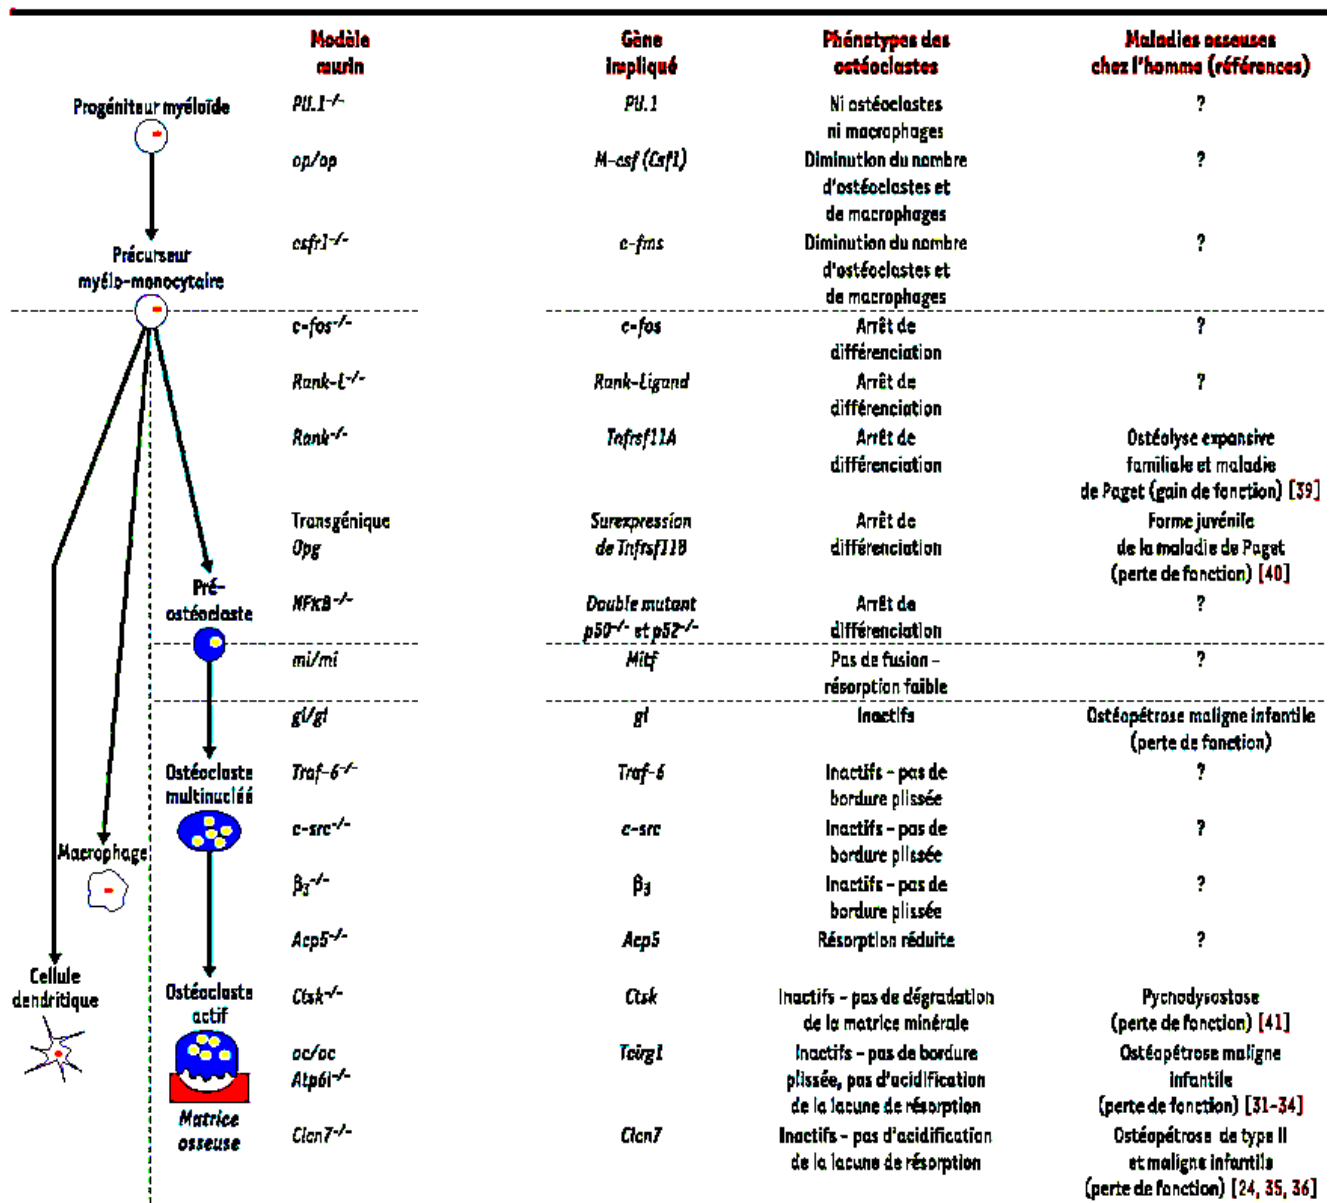 Modèle
murin
Gène
impliqué
Phénotypes des
ostéoclastes
Maladies osseuses
chez l'homme (références)
Progéniteur myéloïde
PU.1-/-
PU.1
Ni ostéoclastes
ni macrophages
?
op/op
M-csf (Csf1)
Diminution du nombre
d'ostéoclastes et
de macrophages
?
Précurseur
myélo-monocytaire
csfr1-/-
c-fms
Diminution du nombre
d'ostéoclastes et
de macrophages
?
c-fos-/-
c-fos
Arrêt de
différenciation
?
Rank-L-/-
Rank-Ligand
Arrêt de
différenciation
?
Rank-/-
Tnfrsf11A
Arrêt de
différenciation
Ostéolyse expansive
familiale et maladie
de Paget (gain de fonction) [39]
Transgénique
Opg
Surexpression
de Tnfrsf11B
Arrêt de
différenciation
Forme juvénile
de la maladie de Paget
(perte de fonction) [40]
Pré-
ostéoclaste
NFKB-/-
Double mutant
p50-/- et p52-/-
Arrêt de
différenciation
?
mi/mi
Mitf
Pas de fusion –
résorption faible
?
gl/gl
gl
Inactifs
Ostéopétrose maligne infantile
(perte de fonction)
Ostéoclaste
multinucléé
Traf-6-/-
Traf-6
Inactifs – pas de
bordure plissée
?
c-src-/-
c-src
Inactifs – pas de
bordure plissée
?
Macrophage
β3-/-
β3
Inactifs – pas de
bordure plissée
?
Acp5-/-
Acp5
Résorption réduite
?
Cellule
dendritique
Ostéoclaste
actif
Ctsk-/-
Ctsk
Inactifs – pas de dégradation
de la matrice minérale
Pychodysostose
(perte de fonction) [41]
oc/oc
Atp6i-/-
Tcirg1
Inactifs – pas de bordure
plissée, pas d'acidification
de la lacune de résorption
Ostéopétrose maligne
infantile
(perte de fonction) [31-34]
Matrice
osseuse
Clcn7-/-
Clcn7
Inactifs – pas d'acidification
de la lacune de résorption
Ostéopétrose de type II
et maligne infantile
(perte de fonction) [24, 35, 36]